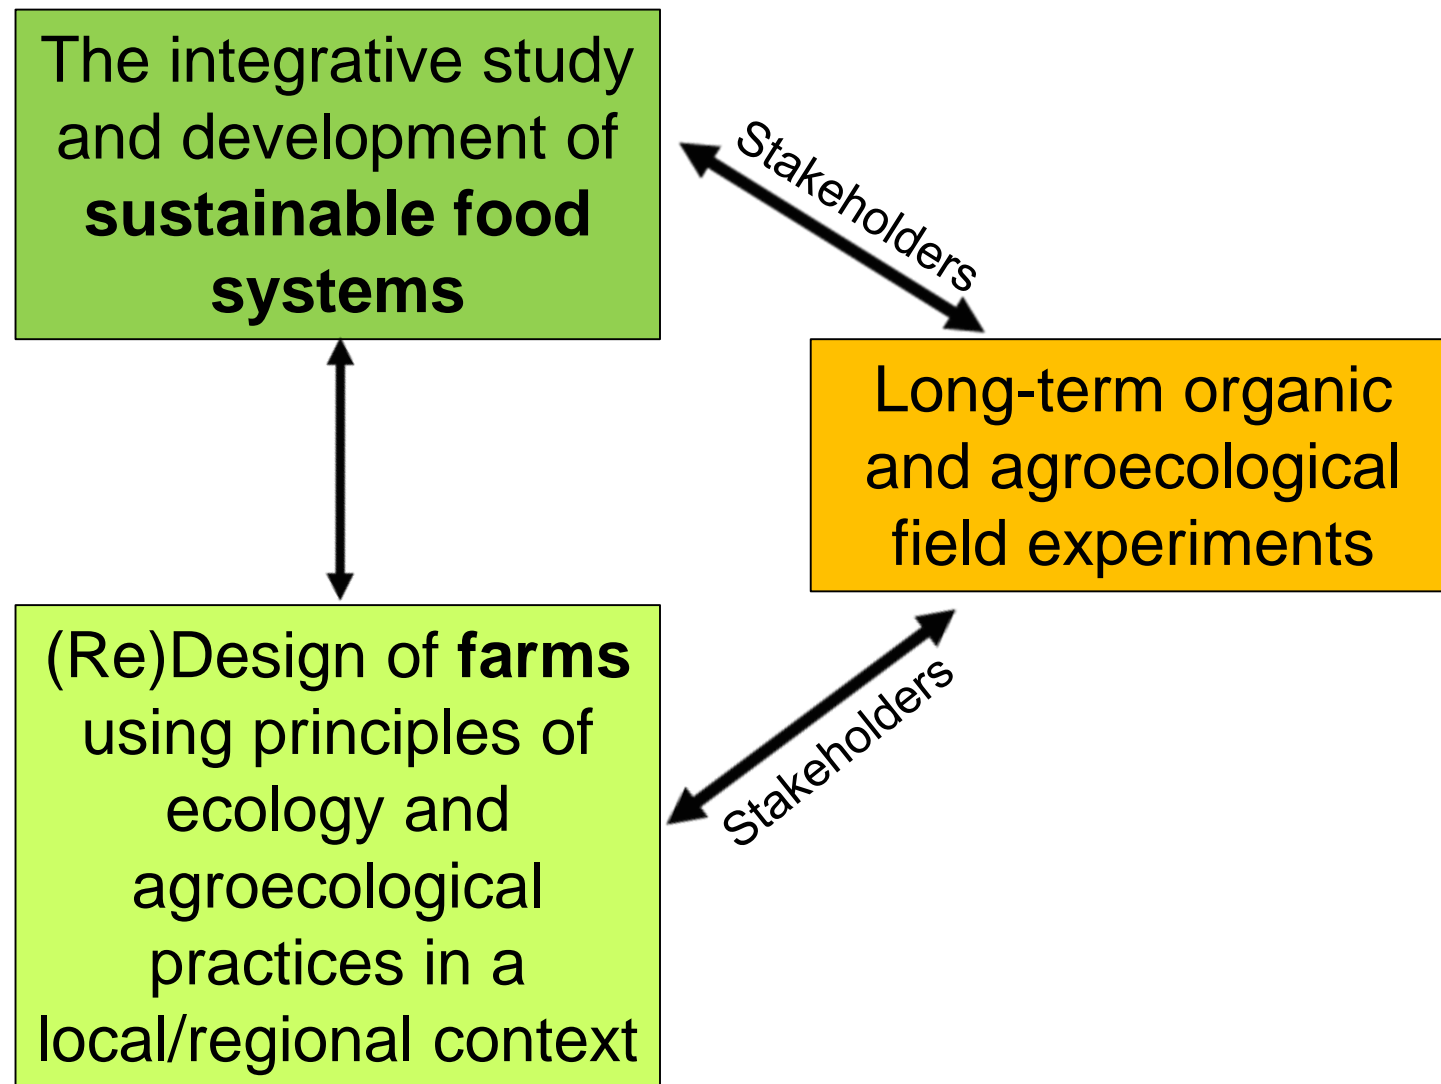 The integrative study
and development of
sustainable food
systems
Stakeholders
Long-term organic
and agroecological
field experiments
Stakeholders
(Re)Design of farms
using principles of
ecology and
agroecological
practices in a
local/regional context